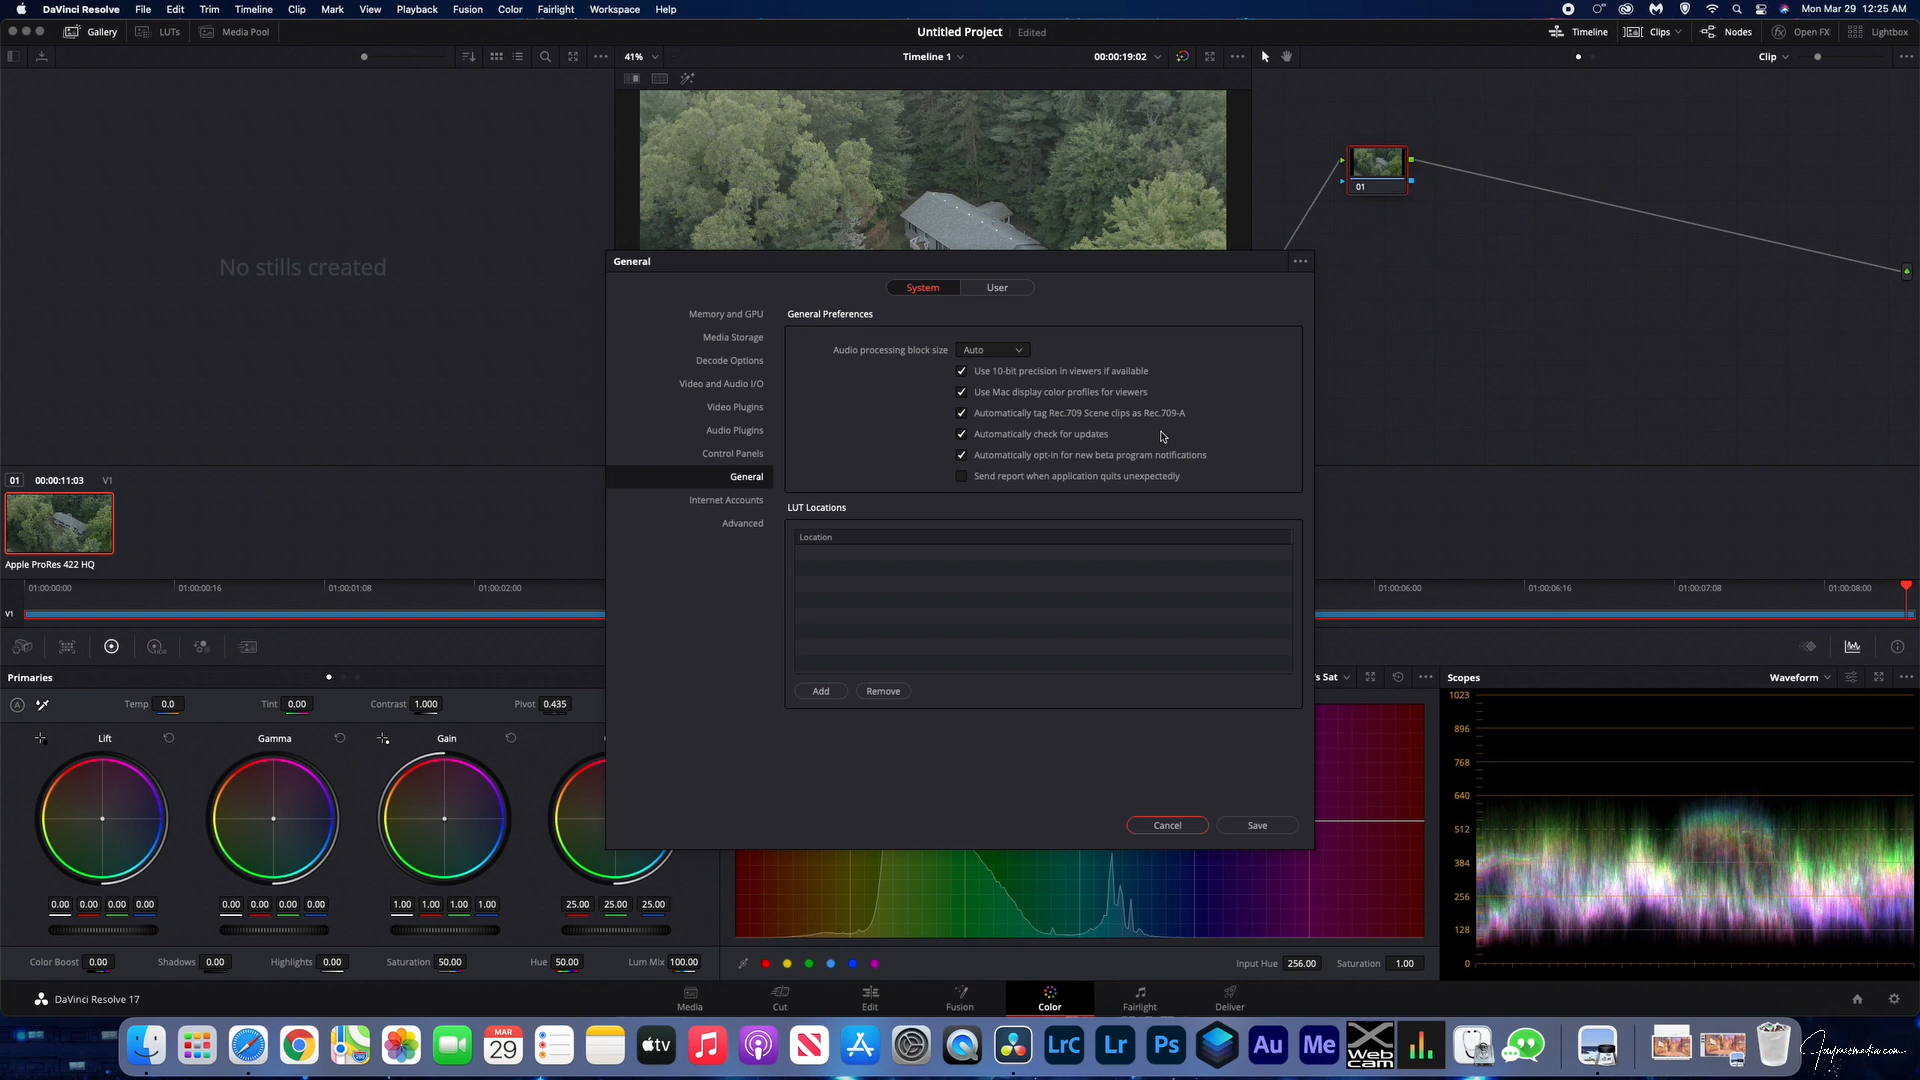 DaVinci Resolve File Edit Trim Timeline Clip Mark View Playback Fusion Color Fairlight Workspace Help Mon Mar 29 12:25 AM
Gallery LUTs Media Pool Untitled Project Edited Timeline Clips Nodes Open FX Lightbox
41% Timeline 1 00:00:19:02 Clip
01
No stills created
General
System User
Memory and GPU
Media Storage
Decode Options
Video and Audio I/O
Video Plugins
Audio Plugins
Control Panels
General
Internet Accounts
Advanced
General Preferences
Audio processing block size Auto
Use 10-bit precision in viewers if available
Use Mac display color profiles for viewers
Automatically tag Rec.709 Scene clips as Rec.709-A
Automatically check for updates
Automatically opt-in for new beta program notifications
Send report when application quits unexpectedly
LUT Locations
Location
Add Remove
Cancel Save
01 00:00:11:03 V1
Apple ProRes 422 HQ
01:00:00:00 01:00:00:16 01:00:01:08 01:00:02:00 01:00:06:00 01:00:06:16 01:00:07:08 01:00:08:00
V1
Primaries
's Sat
Scopes Waveform
Temp 0.0 Tint 0.00 Contrast 1.000 Pivot 0.435
Lift Gamma Gain
0.00 0.00 0.00 0.00 0.00 0.00 0.00 0.00 1.00 1.00 1.00 1.00 25.00 25.00 25.00
Color Boost 0.00 Shadows 0.00 Highlights 0.00 Saturation 50.00 Hue 50.00 Lum Mix 100.00
Input Hue 256.00 Saturation 1.00
1023
896
768
640
512
384
256
128
0
DaVinci Resolve 17
Media Cut Edit Fusion Color Fairlight Deliver
MAR
29
tv
LrC Lr Ps Au Me
X
Web
cam